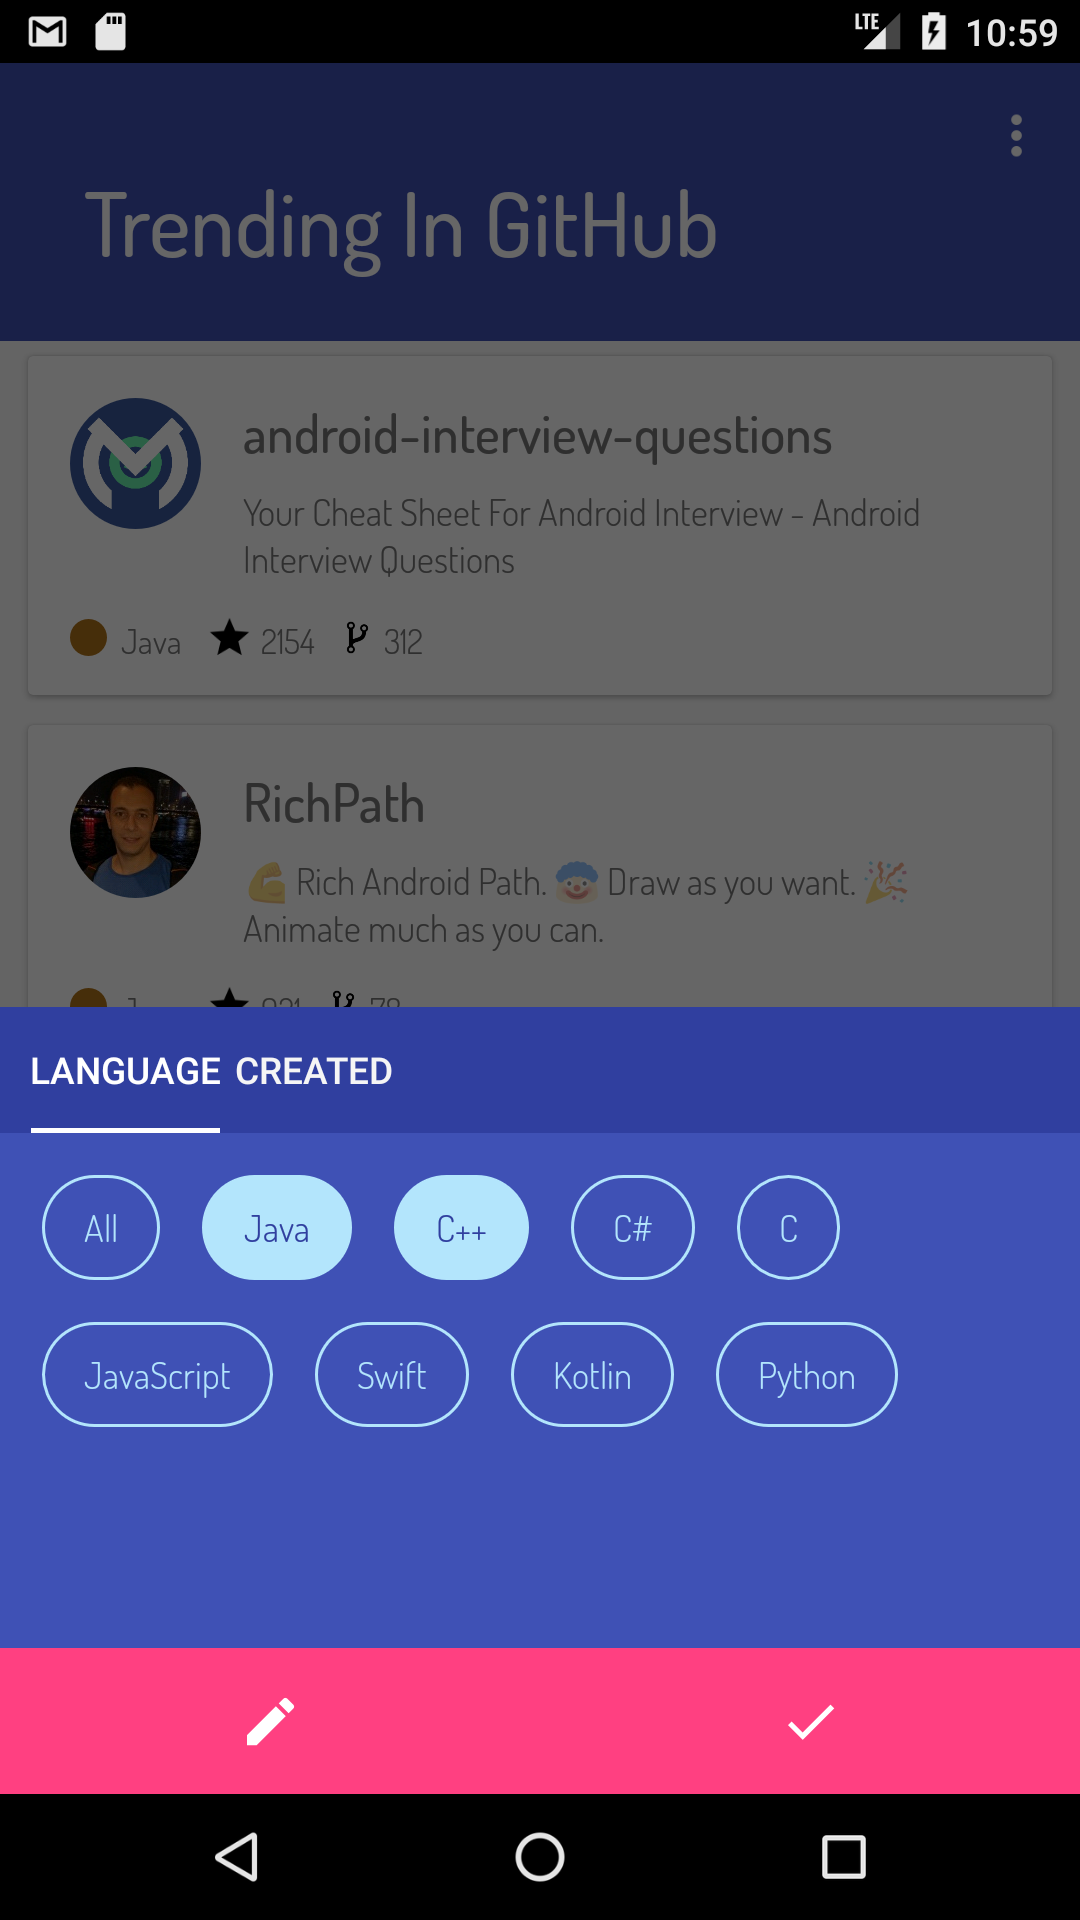 LTE 10:59
Trending In GitHub
android-interview-questions
Your Cheat Sheet For Android Interview - Android
Interview Questions
Java 2154 312
RichPath
💪 Rich Android Path. 🤡 Draw as you want. 🎉
Animate much as you can.
LANGUAGE CREATED
All Java C++ C# C
JavaScript Swift Kotlin Python